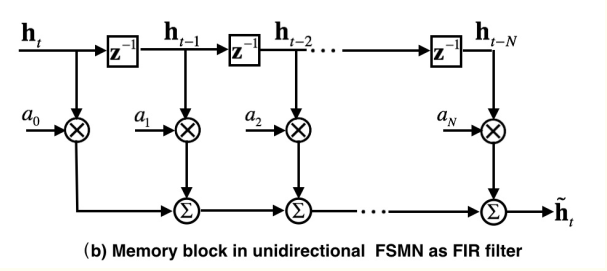 h_t z⁻¹ h_{t-1} z⁻¹ h_{t-2} ... z⁻¹ h_{t-N}
a_0 ⊗ a_1 ⊗ a_2 ⊗ a_N ⊗
Σ Σ ... Σ h̃_t
(b) Memory block in unidirectional FSMN as FIR filter